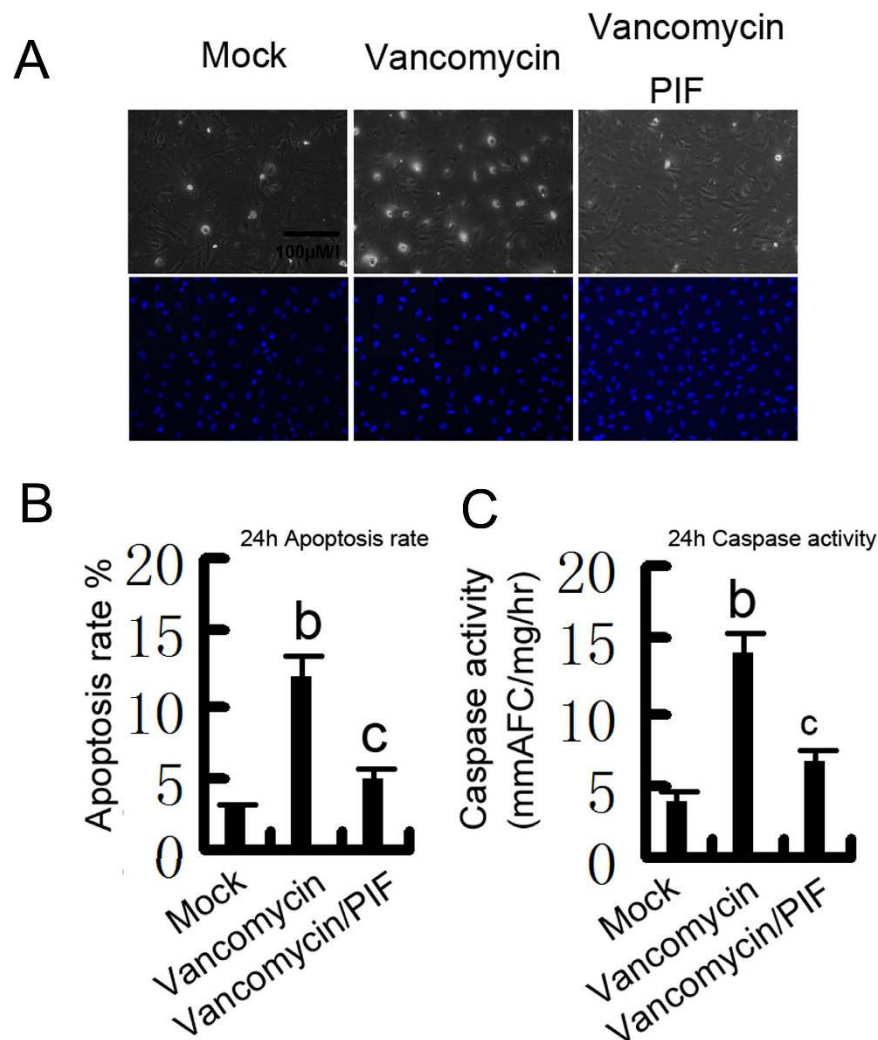 A
Mock
Vancomycin
Vancomycin
PIF
100μM/l
B
24h Apoptosis rate
Apoptosis rate %
20
15
10
5
0
b
c
Mock
Vancomycin
Vancomycin/PIF
C
24h Caspase activity
Caspase activity
(mmAFC/mg/hr)
20
15
10
5
0
b
c
Mock
Vancomycin
Vancomycin/PIF